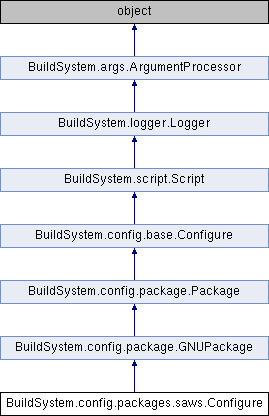 object
BuildSystem.args.ArgumentProcessor
BuildSystem.logger.Logger
BuildSystem.script.Script
BuildSystem.config.base.Configure
BuildSystem.config.package.Package
BuildSystem.config.package.GNUPackage
BuildSystem.config.packages.saws.Configure